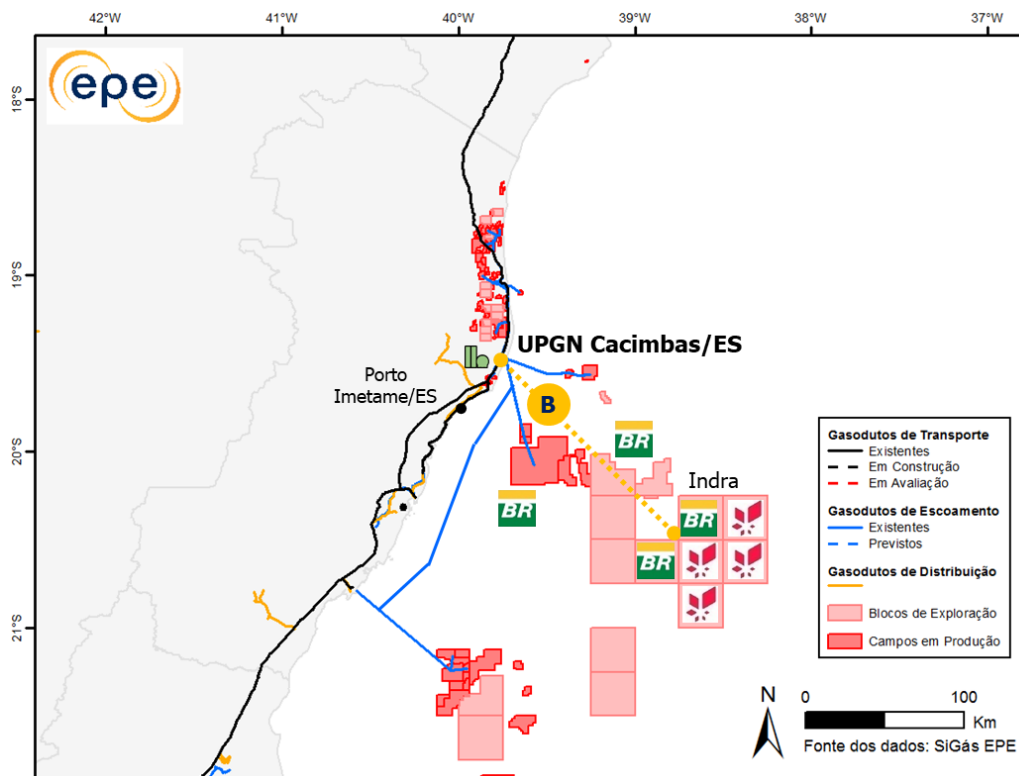 42°W
41°W
40°W
39°W
38°W
37°W
epe
18°S
19°S
UPGN Cacimbas/ES
Porto
Imetame/ES
B
20°S
BR
Indra
BR
BR
BR
21°S
Gasodutos de Transporte
Existentes
Em Construção
Em Avaliação
Gasodutos de Escoamento
Existentes
Previstos
Gasodutos de Distribuição
Blocos de Exploração
Campos em Produção
N
0
100
Km
Fonte dos dados: SiGás EPE